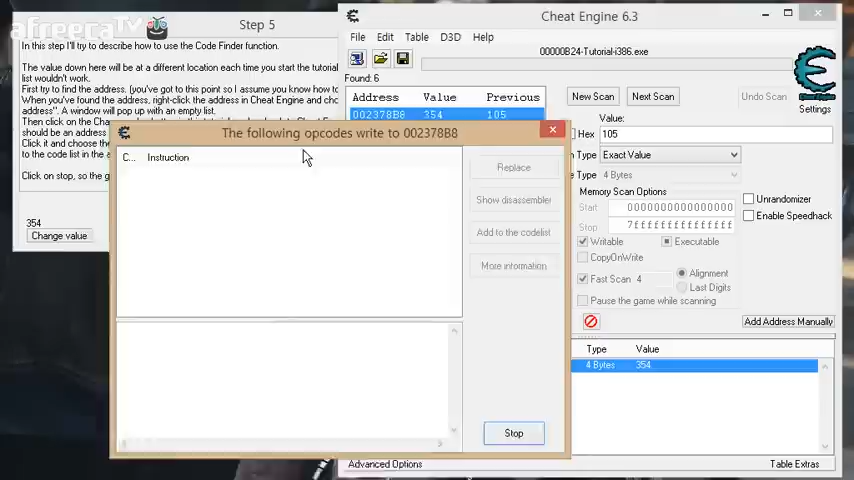 afreecaTV
Step 5
In this step I'll try to describe how to use the Code Finder function.
The value down here will be at a different location each time you start the tutorial
list wouldn't work.
First try to find the address. (you've got to this point so I assume you know how to
When you've found the address, right-click the address in Cheat Engine and cho
address". A window will pop up with an empty list.
Then click on the Cha
should be an address
Click it and choose the
to the code list in the a
Click on stop, so the g
354
Change value
Cheat Engine 6.3
File Edit Table D3D Help
00000B24-Tutorial-i386.exe
Found: 6
Address Value Previous
002378B8 354 105
New Scan
Next Scan
Undo Scan
Settings
Value:
Hex 105
n Type Exact Value
e Type 4 Bytes
Memory Scan Options
Start 0000000000000000
Stop 7fffffffffffffff
Writable Executable
CopyOnWrite
Fast Scan 4 Alignment
Last Digits
Pause the game while scanning
Unrandomizer
Enable Speedhack
Add Address Manually
Type Value
4 Bytes 354
Advanced Options
Table Extras
The following opcodes write to 002378B8
C... Instruction
Replace
Show disassembler
Add to the codelist
More information
Stop